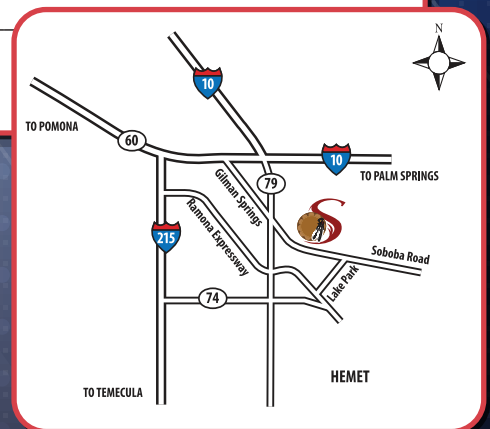 N
10
TO POMONA
60
10
TO PALM SPRINGS
79
Gilman Springs
Ramona Expressway
S
215
Soboba Road
Lake Park
74
HEMET
TO TEMECULA